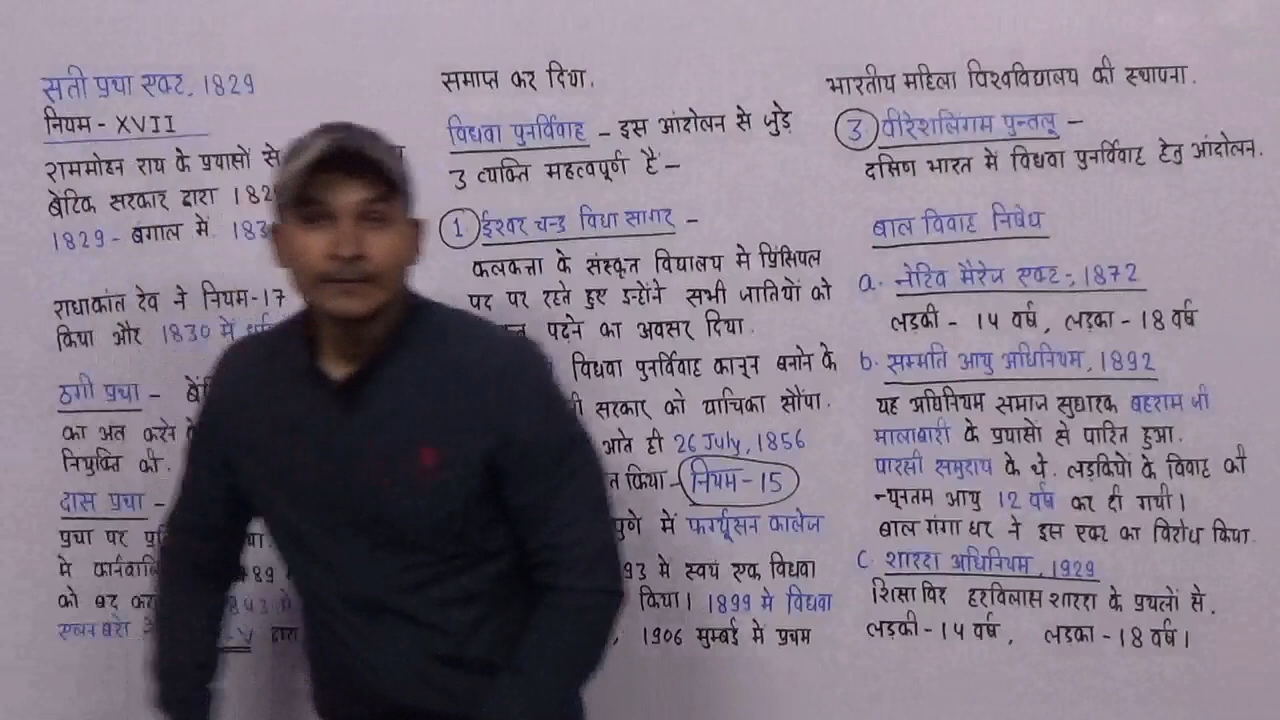 सती प्रथा एक्ट, 1829
नियम - XVII
राममोहन राय के प्रयासों से
बेंटिक सरकार द्वारा 182
1829 - बंगाल में. 183
राधाकांत देव ने नियम-17
किया और 1830 में
ठगी प्रथा -
का अंत करने
नियुक्ति की.
दास प्रथा -
प्रथा पर
में कार्नवालि 89
को बंद कर 1843 में
एलनबरो -V दास
समाप्त कर दिया.
विधवा पुनर्विवाह - इस आंदोलन से जुड़े
3 व्यक्ति महत्वपूर्ण हैं -
1 ईश्वर चन्द्र विद्या सागर -
कलकत्ता के संस्कृत विद्यालय में प्रिंसिपल
पद पर रहते हुए उन्होंने सभी जातियों को
पढ़ने का अवसर दिया.
विधवा पुनर्विवाह कानून बनाने के
सरकार को याचिका सौंपा.
आते ही 26 July, 1856
त किया - नियम - 15
पुणे में फर्ग्यूसन कालेज
93 में स्वयं एक विधवा
किया। 1899 में विधवा
, 1906 मुम्बई में प्रथम
भारतीय महिला विश्वविद्यालय की स्थापना.
3 वीरेशलिंगम पुन्तलू -
दक्षिण भारत में विधवा पुनर्विवाह हेतु आंदोलन.
बाल विवाह निषेध
a. नेटिव मैरेज एक्ट, 1872
लड़की - 14 वर्ष, लड़का - 18 वर्ष
b. सम्मति आयु अधिनियम, 1892
यह अधिनियम समाज सुधारक बहराम जी
मालाबारी के प्रयासों से पारित हुआ.
पारसी समुदाय के थे. लड़कियों के विवाह की
न्यूनतम आयु 12 वर्ष कर दी गयी।
बाल गंगा धर ने इस एक्ट का विरोध किया.
C. शारदा अधिनियम, 1929
शिक्षा विद हरविलास शारदा के प्रयत्नों से.
लड़की - 14 वर्ष, लड़का - 18 वर्ष।